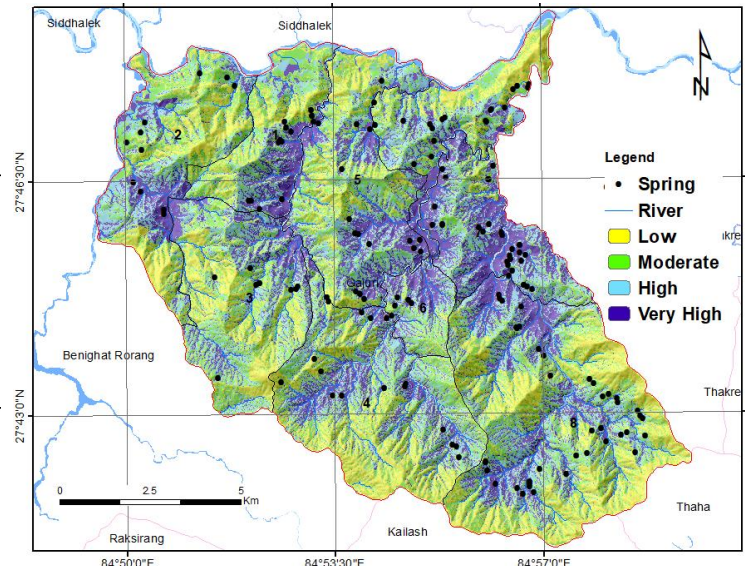 Siddhalek
Siddhalek
N
2
1
5
27°46'30"N
Legend
Spring
River
Low
Moderate
High
Very High
3
6
Benighat Rorang
4
Thakre
27°43'0"N
8
0 2.5 5
Km
Thaha
Raksirang
Kailash
84°50'0"E 84°53'30"E 84°57'0"E